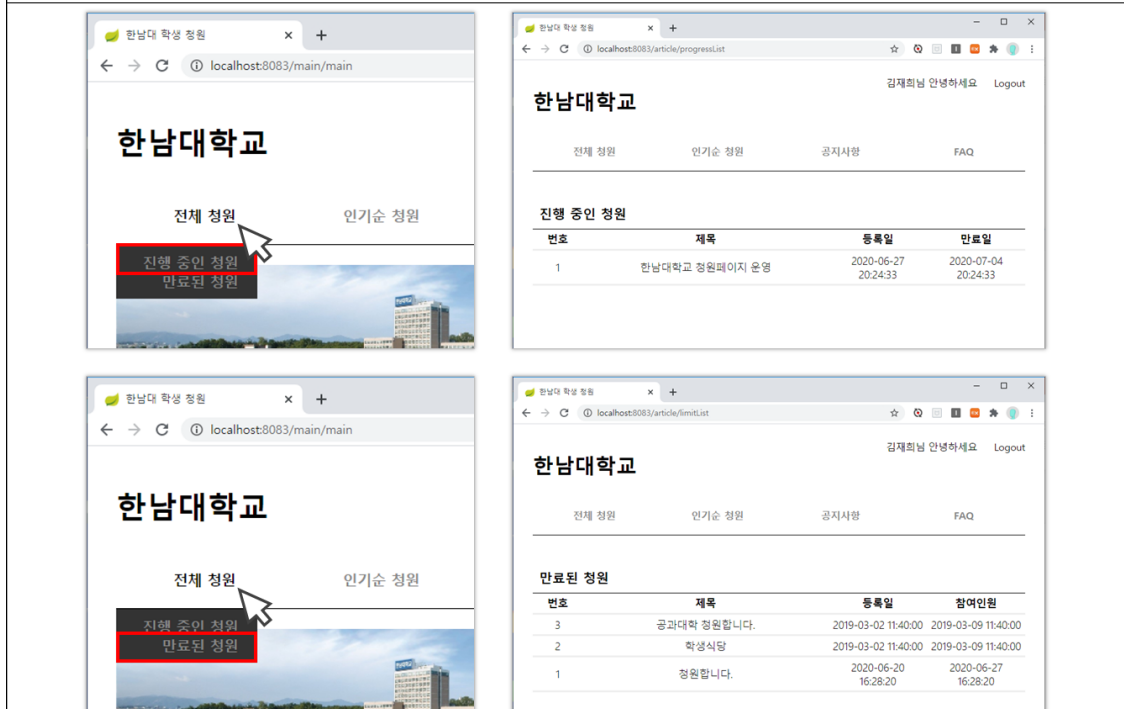 한남대 학생 청원
localhost:8083/main/main
한남대학교
전체 청원 인기순 청원
진행 중인 청원
만료된 청원
한남대 학생 청원
localhost:8083/article/progressList
김재희님 안녕하세요 Logout
한남대학교
전체 청원 인기순 청원 공지사항 FAQ
진행 중인 청원
번호 제목 등록일 만료일
1 한남대학교 청원페이지 운영 2020-06-27 20:24:33 2020-07-04 20:24:33
한남대 학생 청원
localhost:8083/main/main
한남대학교
전체 청원 인기순 청원
진행 중인 청원
만료된 청원
한남대 학생 청원
localhost:8083/article/limitList
김재희님 안녕하세요 Logout
한남대학교
전체 청원 인기순 청원 공지사항 FAQ
만료된 청원
번호 제목 등록일 참여인원
3 공과대학 청원합니다. 2019-03-02 11:40:00 2019-03-09 11:40:00
2 학생식당 2019-03-02 11:40:00 2019-03-09 11:40:00
1 청원합니다. 2020-06-20 16:28:20 2020-06-27 16:28:20